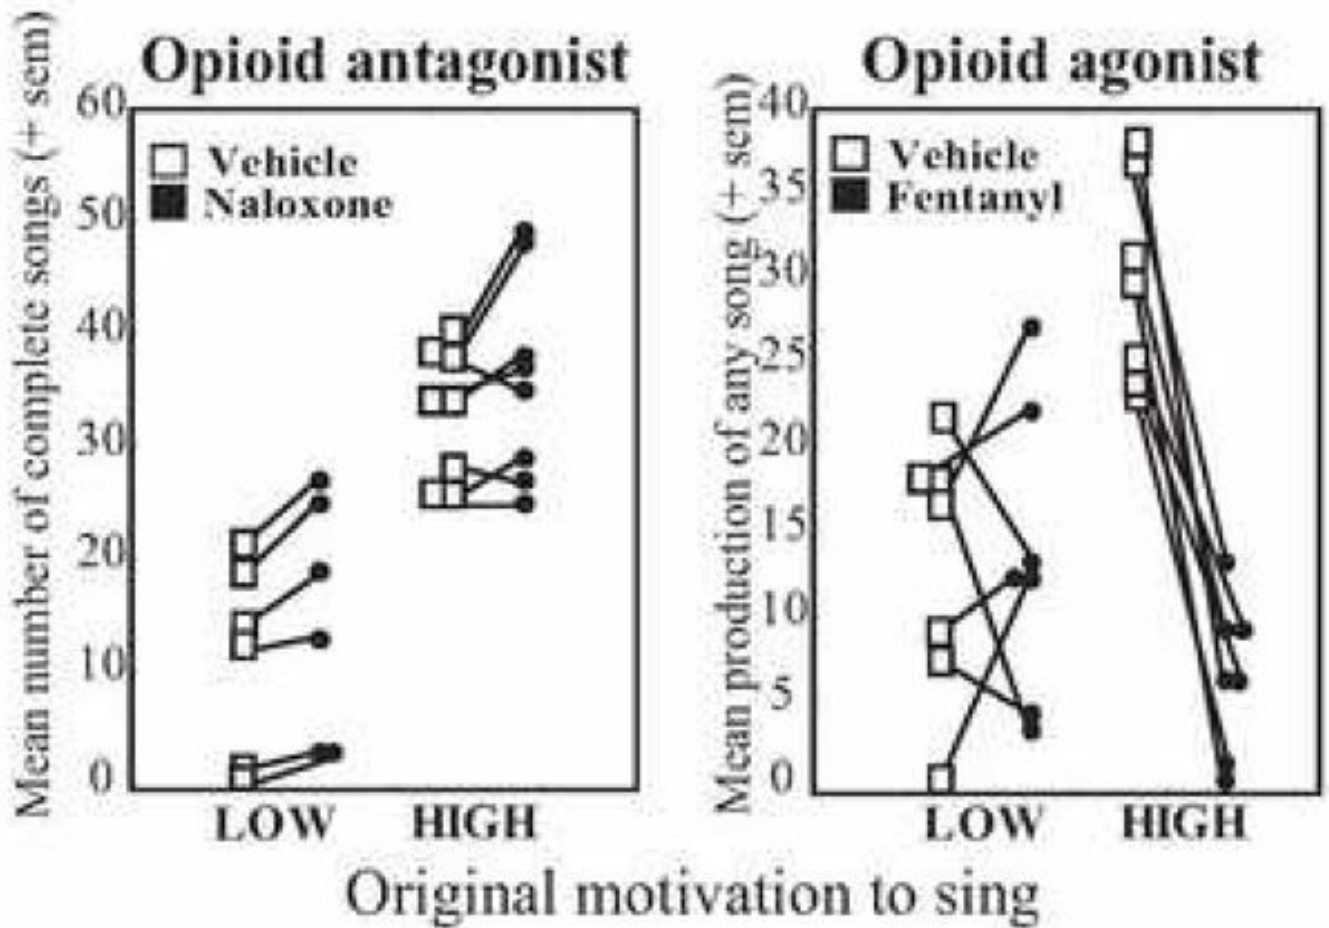 Opioid antagonist
Mean number of complete songs (+ sem)
60
50
40
30
20
10
0
Vehicle
Naloxone
LOW HIGH
Opioid agonist
Mean production of any song (+ sem)
40
35
30
25
20
15
10
5
0
Vehicle
Fentanyl
LOW HIGH
Original motivation to sing